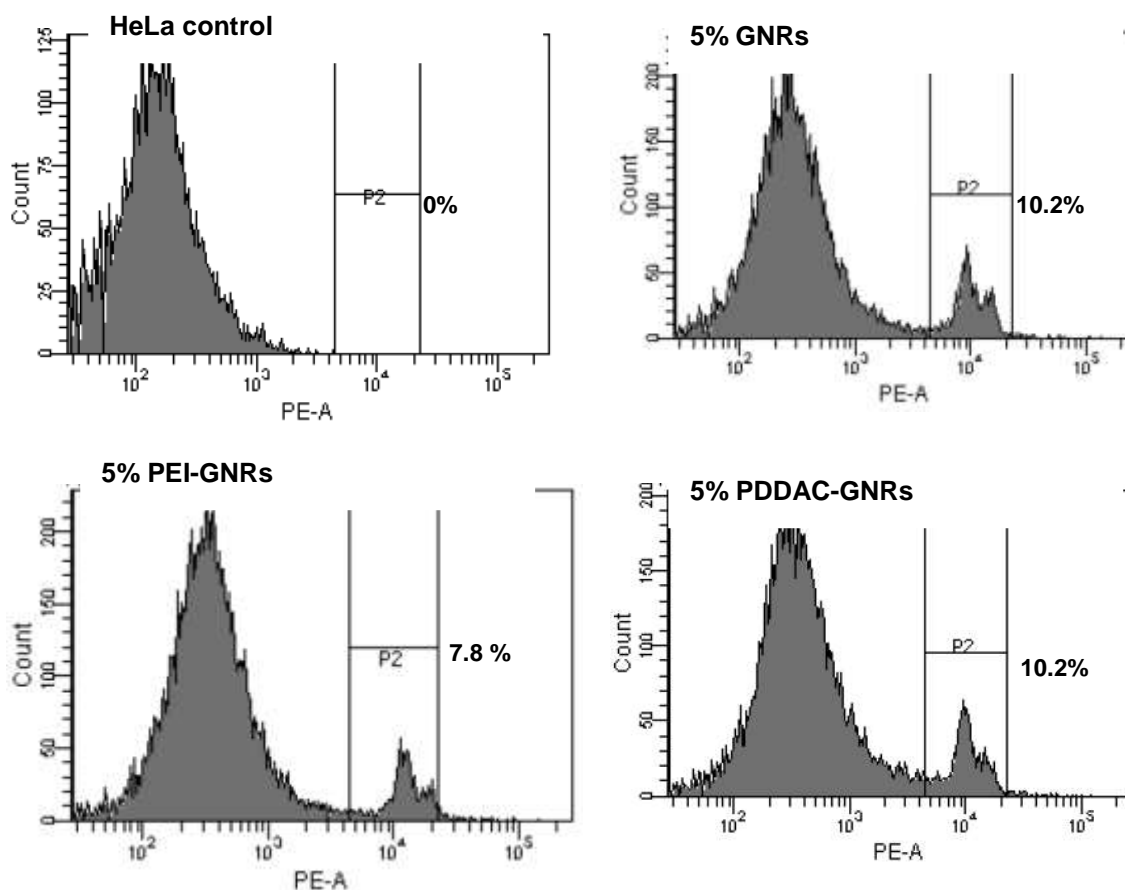 HeLa control
125
100
75
50
25
0
Count
P2
0%
10² 10³ 10⁴ 10⁵
PE-A
5% GNRs
200
150
100
50
0
Count
P2
10.2%
10² 10³ 10⁴ 10⁵
PE-A
5% PEI-GNRs
200
150
100
50
0
Count
P2
7.8 %
10² 10³ 10⁴ 10⁵
PE-A
5% PDDAC-GNRs
200
150
100
50
0
Count
P2
10.2%
10² 10³ 10⁴ 10⁵
PE-A